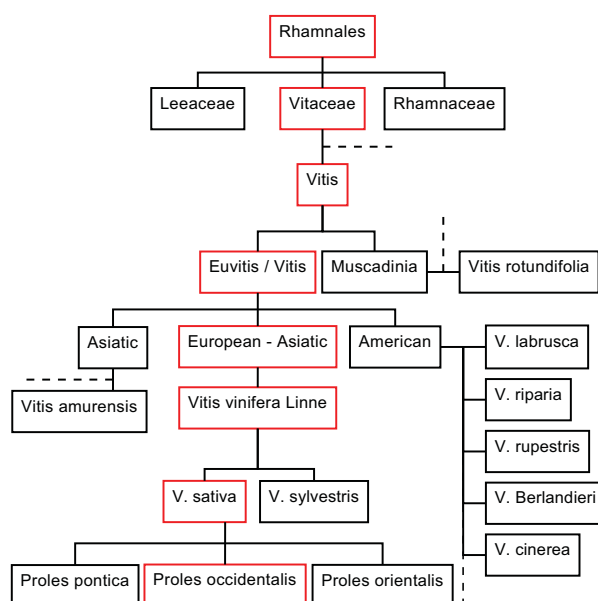 Rhamnales
Leeaceae
Vitaceae
Rhamnaceae
Vitis
Euvitis / Vitis
Muscadinia
Vitis rotundifolia
Asiatic
European - Asiatic
American
V. labrusca
Vitis amurensis
Vitis vinifera Linne
V. riparia
V. rupestris
V. sativa
V. sylvestris
V. Berlandieri
V. cinerea
Proles pontica
Proles occidentalis
Proles orientalis